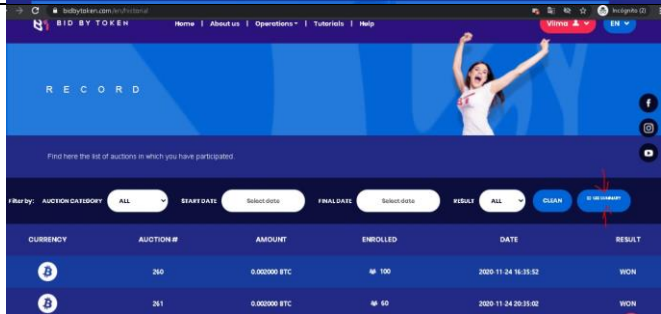 bidbytoken.com/en/historial
Incógnito (2)
BID BY TOKEN
Home | About us | Operations | Tutorials | Help
Vilma
EN
RECORD
Find here the list of auctions in which you have participated.
Filter by: AUCTION CATEGORY ALL START DATE Select date FINAL DATE Select date RESULT ALL CLEAN
CURRENCY AUCTION # AMOUNT ENROLLED DATE RESULT
260 0.002000 BTC 100 2020-11-24 16:35:52 WON
261 0.002000 BTC 60 2020-11-24 20:35:02 WON